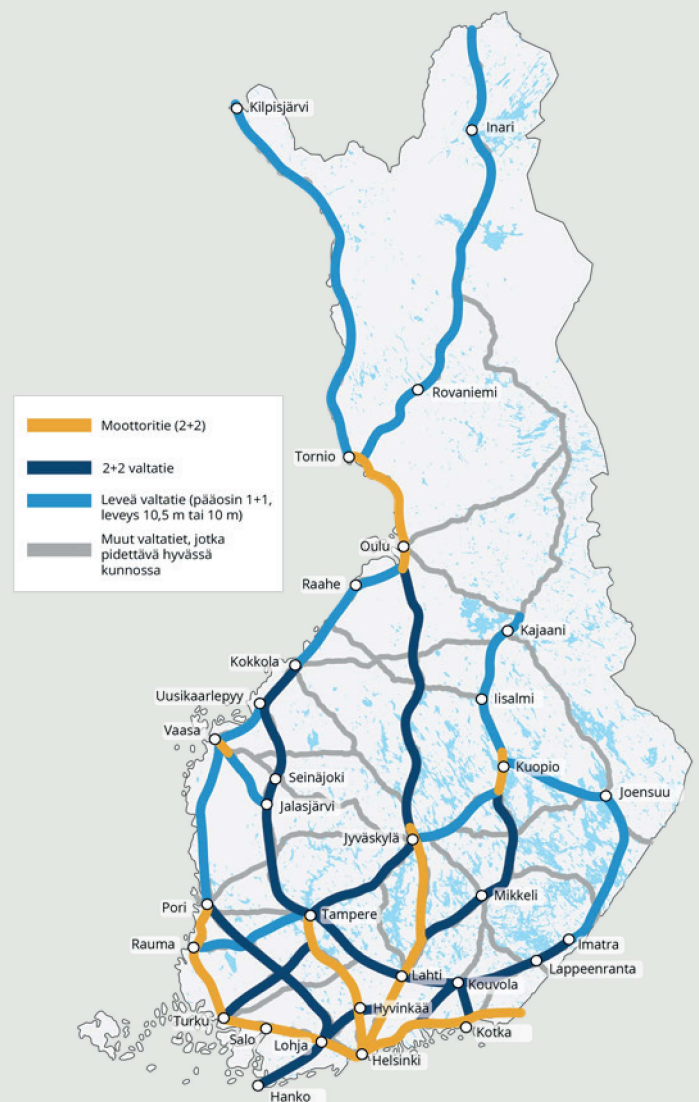 Kilpisjärvi
Inari
Rovaniemi
Moottoritie (2+2)
2+2 valtatie
Leveä valtatie (pääosin 1+1,
leveys 10,5 m tai 10 m)
Muut valtatiet, jotka
pidettävä hyvässä
kunnossa
Tornio
Oulu
Raahe
Kajaani
Kokkola
Uusikaarlepyy
Iisalmi
Vaasa
Kuopio
Seinäjoki
Joensuu
Jalasjärvi
Jyväskylä
Mikkeli
Pori
Tampere
Rauma
Imatra
Lappeenranta
Lahti
Kouvola
Hyvinkää
Turku
Kotka
Salo
Lohja
Helsinki
Hanko